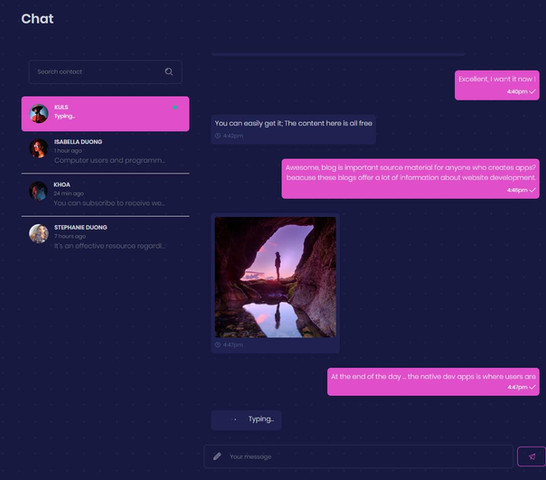 Chat
Search contact
KULS
Typing..
ISABELLA DUONG
1 hour ago
Computer users and programm..
KHOA
24 min ago
You can subscribe to receive we..
STEPHANIE DUONG
7 hours ago
It's an effective resource regardi..
Excellent, I want it now !
4:40pm
You can easily get it; The content here is all free
4:42pm
Awesome, blog is important source material for anyone who creates apps?
beacuse these blogs offer a lot of information about website development.
4:46pm
4:47pm
At the end of the day .. the native dev apps is where users are
4:47pm
Typing...
Your message